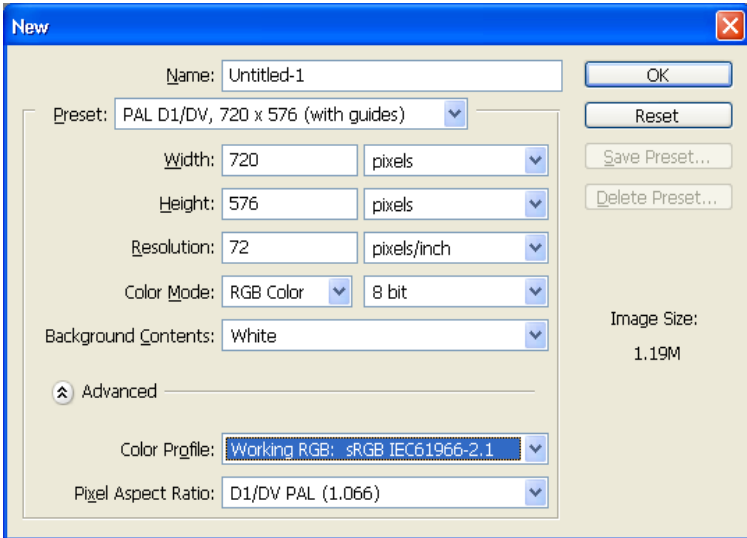 New
Name: Untitled-1
OK
Preset: PAL D1/DV, 720 x 576 (with guides)
Reset
Width: 720 pixels
Save Preset...
Height: 576 pixels
Delete Preset...
Resolution: 72 pixels/inch
Color Mode: RGB Color 8 bit
Image Size:
Background Contents: White
1.19M
Advanced
Color Profile: Working RGB: sRGB IEC61966-2.1
Pixel Aspect Ratio: D1/DV PAL (1.066)